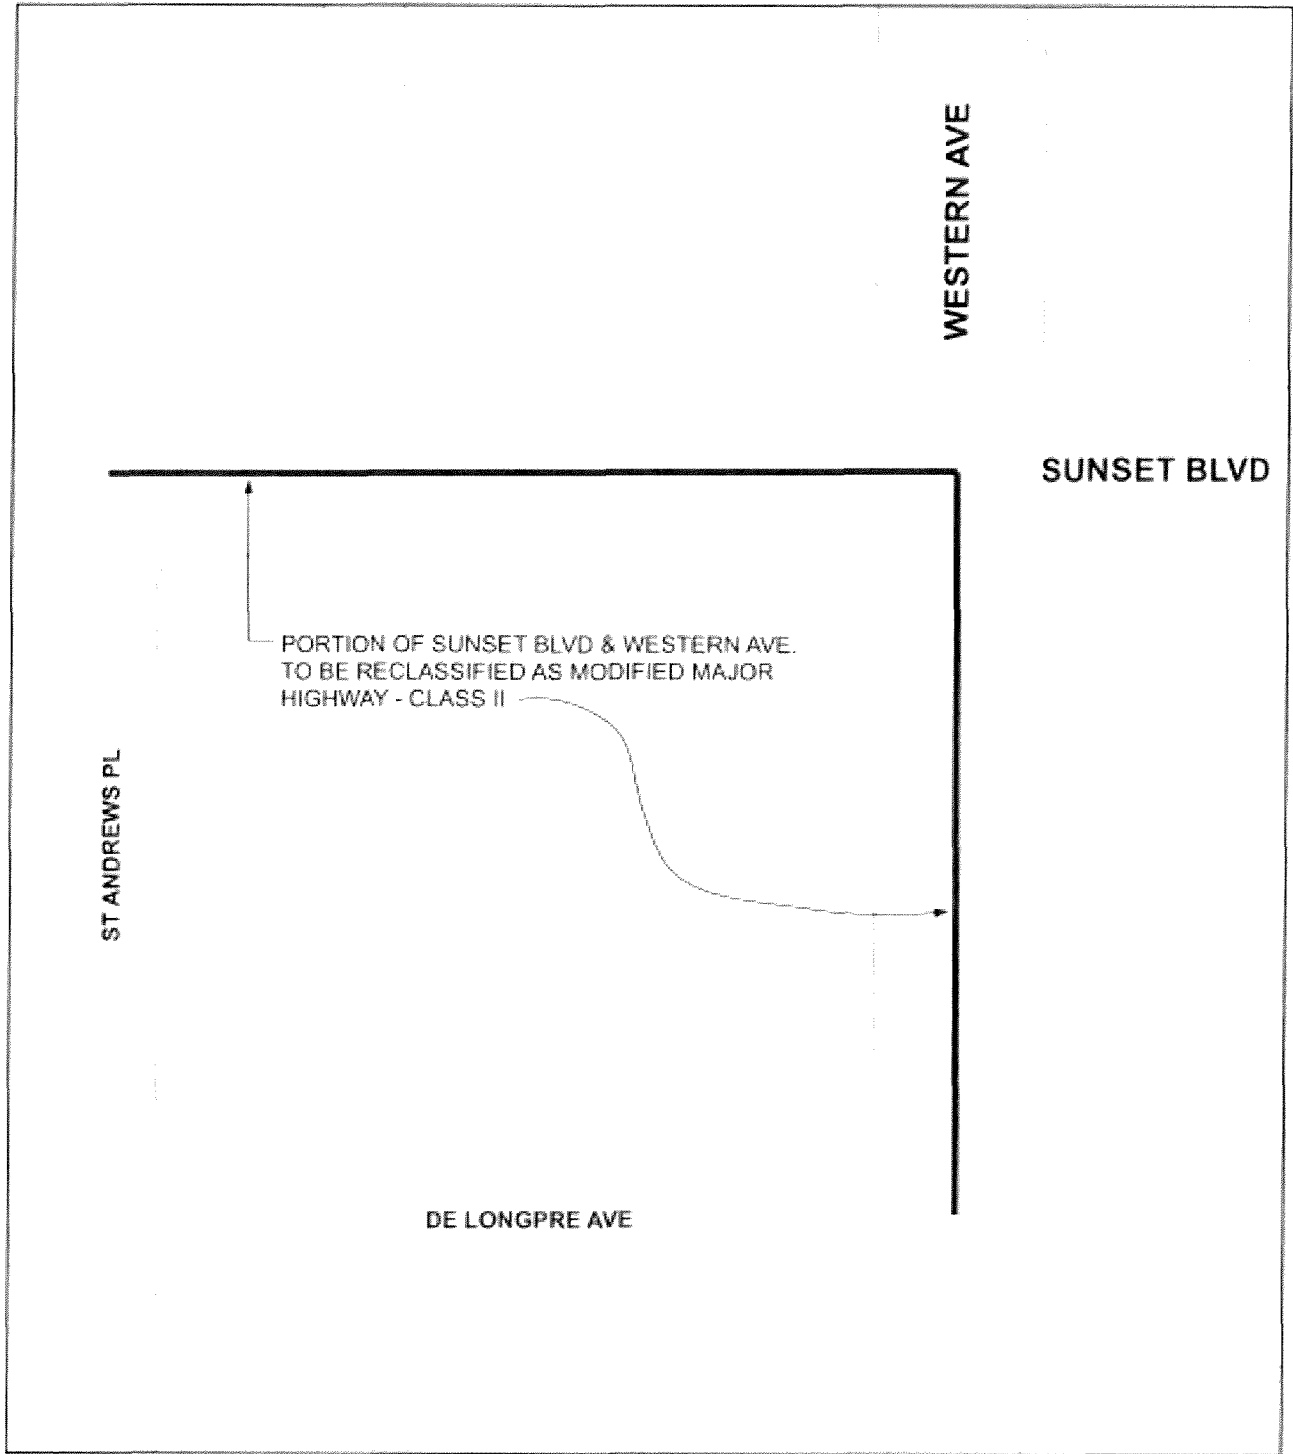 WESTERN AVE
SUNSET BLVD
PORTION OF SUNSET BLVD & WESTERN AVE.
TO BE RECLASSIFIED AS MODIFIED MAJOR
HIGHWAY - CLASS II
ST ANDREWS PL
DE LONGPRE AVE